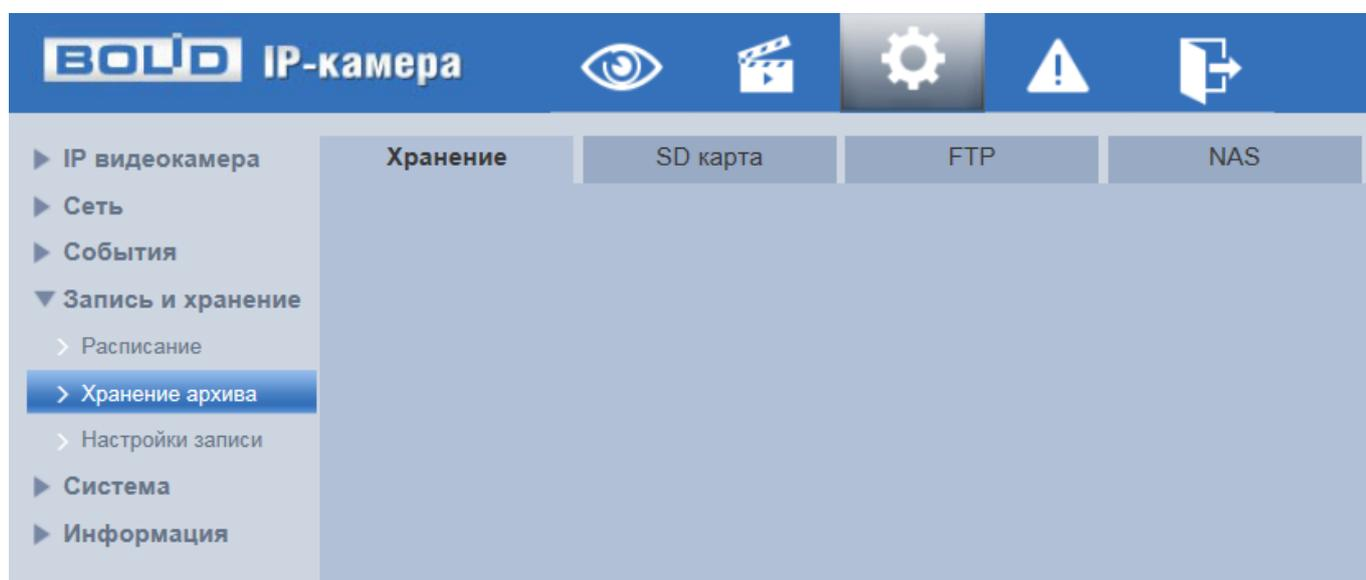 BOLID IP-камера
IP видеокамера
Сеть
События
Запись и хранение
Расписание
Хранение архива
Настройки записи
Система
Информация
Хранение SD карта FTP NAS